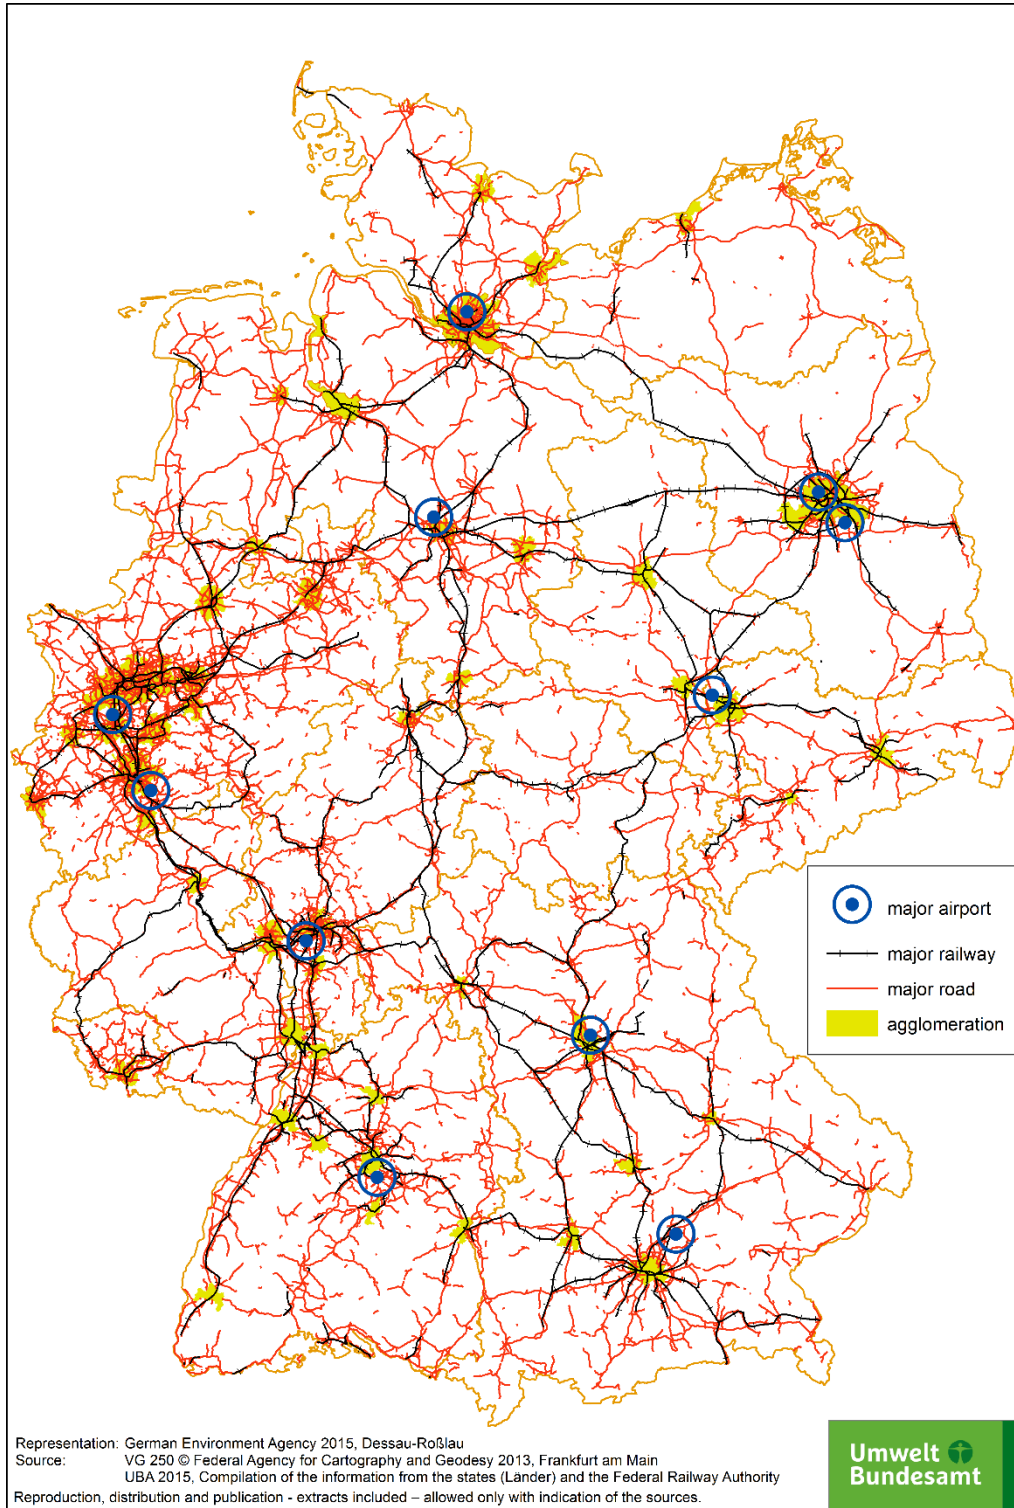 major airport
major railway
major road
agglomeration
Representation: German Environment Agency 2015, Dessau-Roßlau
Source: VG 250 © Federal Agency for Cartography and Geodesy 2013, Frankfurt am Main
UBA 2015, Compilation of the information from the states (Länder) and the Federal Railway Authority
Reproduction, distribution and publication - extracts included – allowed only with indication of the sources.
Umwelt
Bundesamt